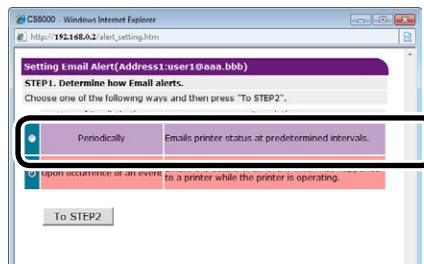 CS5000 - Windows Internet Explorer
http://192.168.0.2/alert_setting.htm
Setting Email Alert(Address1:user1@aaa.bbb)
STEP1. Determine how Email alerts.
Choose one of the following ways and then press "To STEP2".
Periodically
Emails printer status at predetermined intervals.
Upon occurrence of an event
to a printer while the printer is operating.
To STEP2